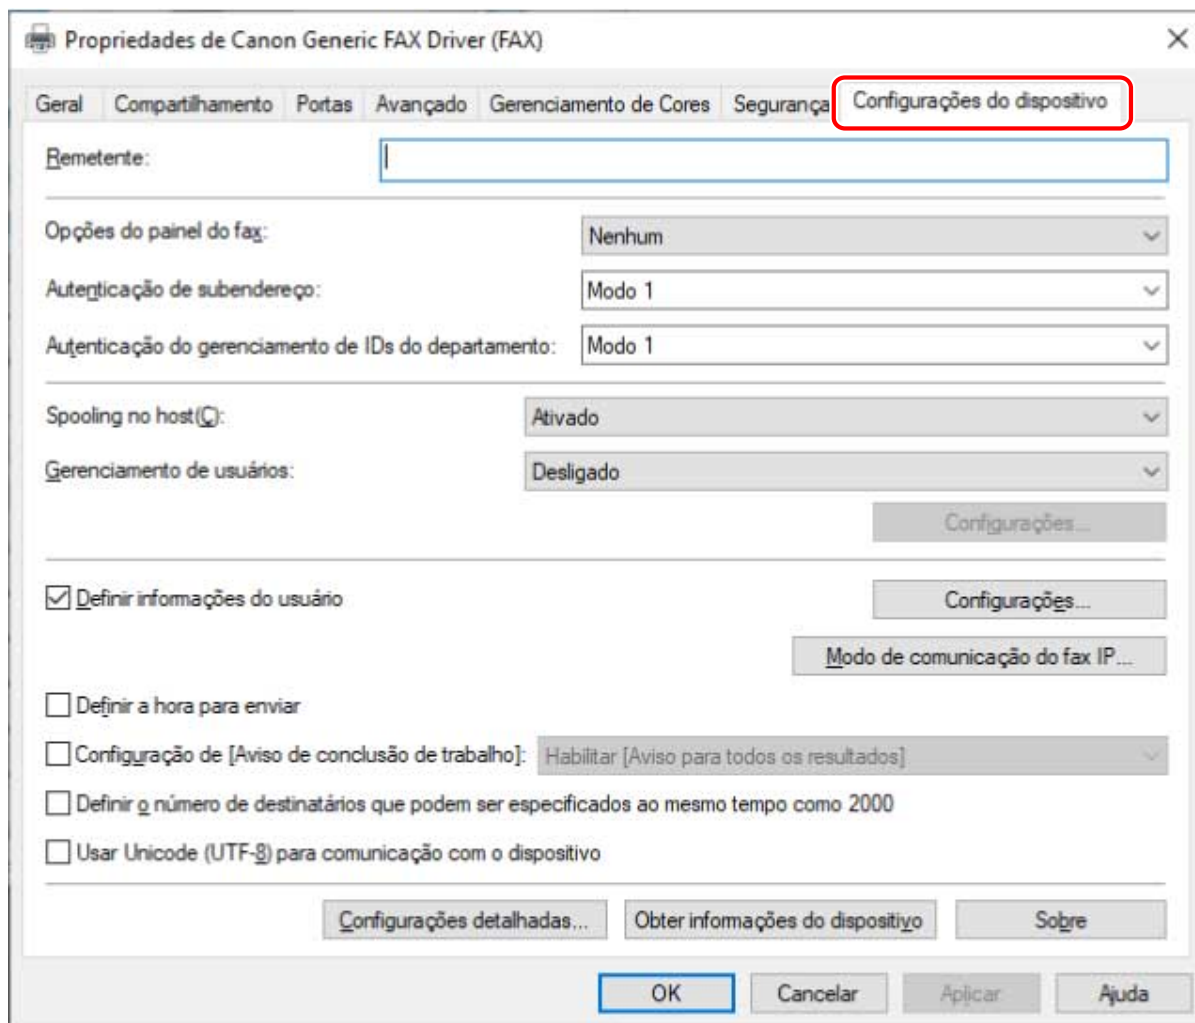 Propriedades de Canon Generic FAX Driver (FAX)
Geral Compartilhamento Portas Avançado Gerenciamento de Cores Segurança Configurações do dispositivo
Remetente:
Opções do painel do fax: Nenhum
Autenticação de subendereço: Modo 1
Autenticação do gerenciamento de IDs do departamento: Modo 1
Spooling no host(C): Ativado
Gerenciamento de usuários: Desligado
Configurações...
Definir informações do usuário Configurações...
Modo de comunicação do fax IP...
Definir a hora para enviar
Configuração de [Aviso de conclusão de trabalho]: Habilitar [Aviso para todos os resultados]
Definir o número de destinatários que podem ser especificados ao mesmo tempo como 2000
Usar Unicode (UTF-8) para comunicação com o dispositivo
Configurações detalhadas... Obter informações do dispositivo Sobre
OK Cancelar Aplicar Ajuda